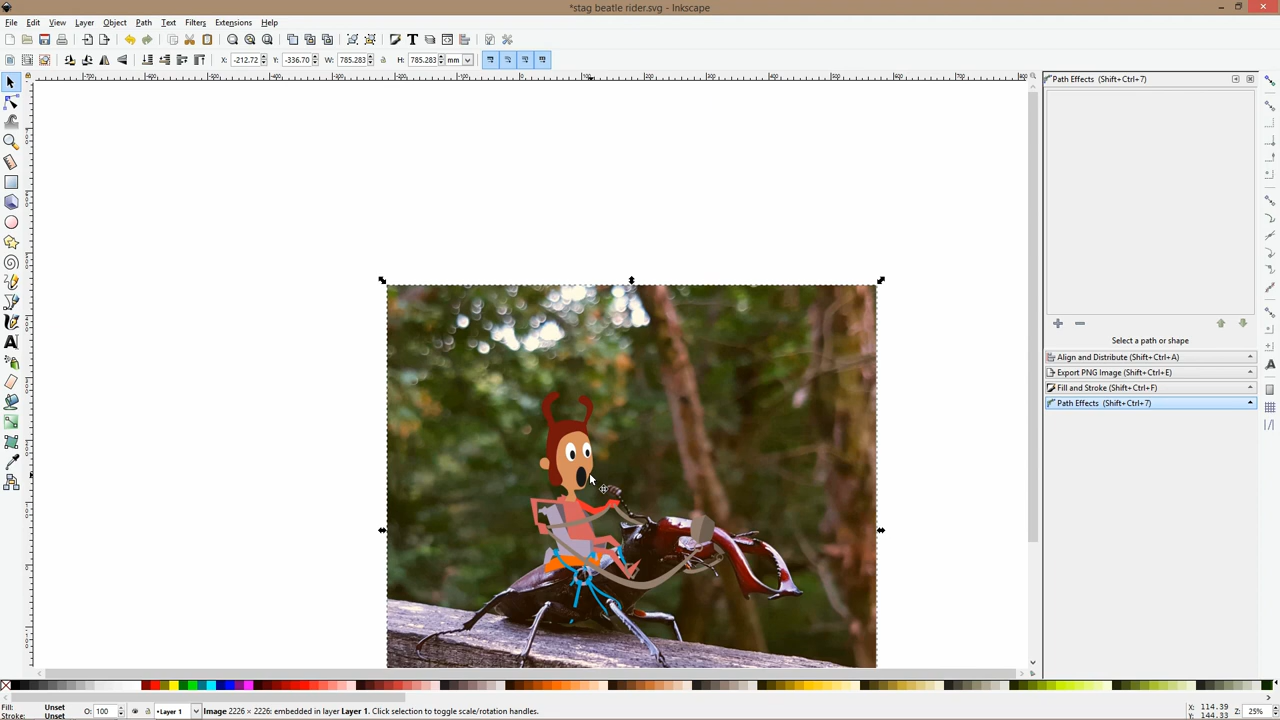 *stag beatle rider.svg - Inkscape
File Edit View Layer Object Path Text Filters Extensions Help
X: -212.72 Y: -336.70 W: 785.283 H: 785.283 mm
Path Effects (Shift+Ctrl+7)
Select a path or shape
Align and Distribute (Shift+Ctrl+A)
Export PNG Image (Shift+Ctrl+E)
Fill and Stroke (Shift+Ctrl+F)
Path Effects (Shift+Ctrl+7)
Fill: Unset O: 100 •Layer 1 Image 2226 × 2226: embedded in layer Layer 1. Click selection to toggle scale/rotation handles. X: 114.39 Z: 25%
Stroke: Unset Y: 144.33